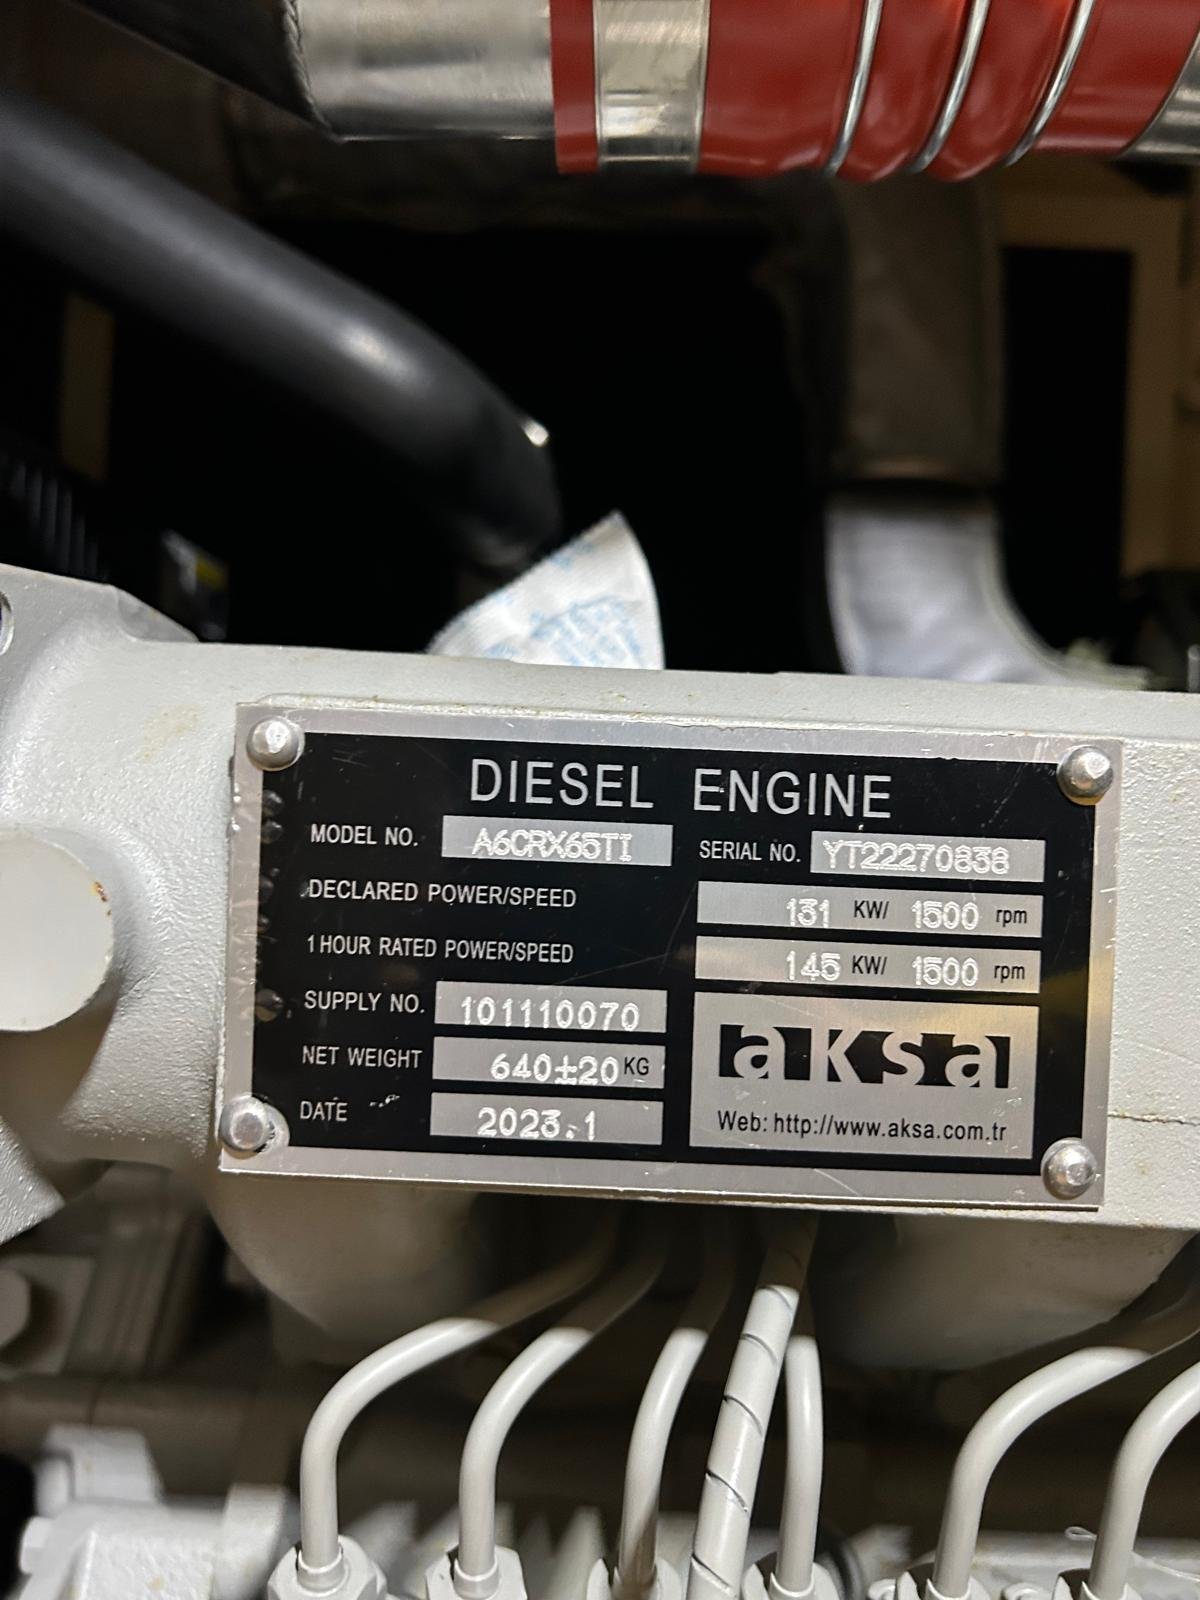 DIESEL ENGINE
MODEL NO. A6CRX65TI
SERIAL NO. YT22270838
DECLARED POWER/SPEED 131 KW/ 1500 rpm
1 HOUR RATED POWER/SPEED 145 KW/ 1500 rpm
SUPPLY NO. 101110070
NET WEIGHT 640±20 KG
DATE 2023.1
aksa
Web: http://www.aksa.com.tr